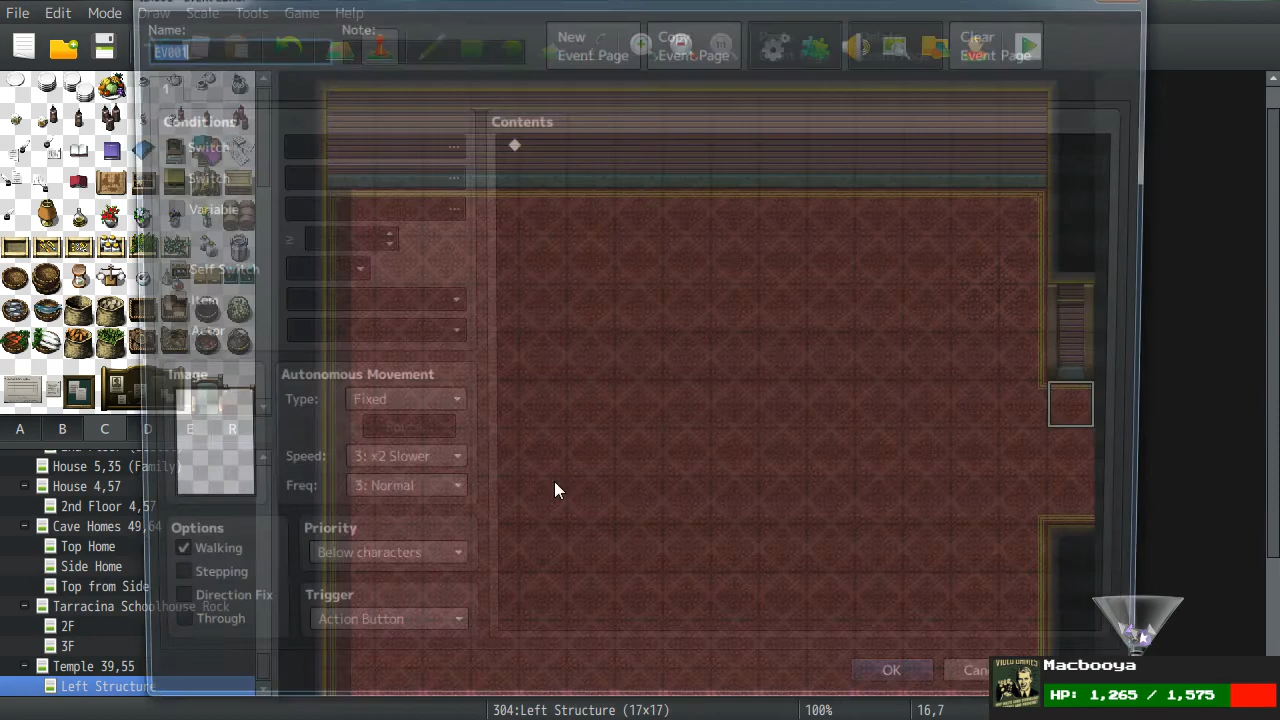 File Edit Mode Draw Scale Tools Game Help
Name:
Note:
EV001
New
Event Page
Copy
Event Page
Clear
Event Page
1
Conditions
Contents
Switch
Switch
Variable
≥
Self Switch
Item
Actor
Image
Autonomous Movement
Type:
Fixed
Speed:
3: x2 Slower
Freq:
3: Normal
A B C D E R
House 5,35 (Family)
House 4,57
2nd Floor 4,57
Cave Homes 49,64
Top Home
Side Home
Top from Side
Tarracina Schoolhouse Rock
2F
3F
Temple 39,55
Left Structure
Options
Walking
Stepping
Direction Fix
Through
Priority
Below characters
Trigger
Action Button
OK
Macbooya
HP: 1,265 / 1,575
304:Left Structure (17x17)
100%
16,7